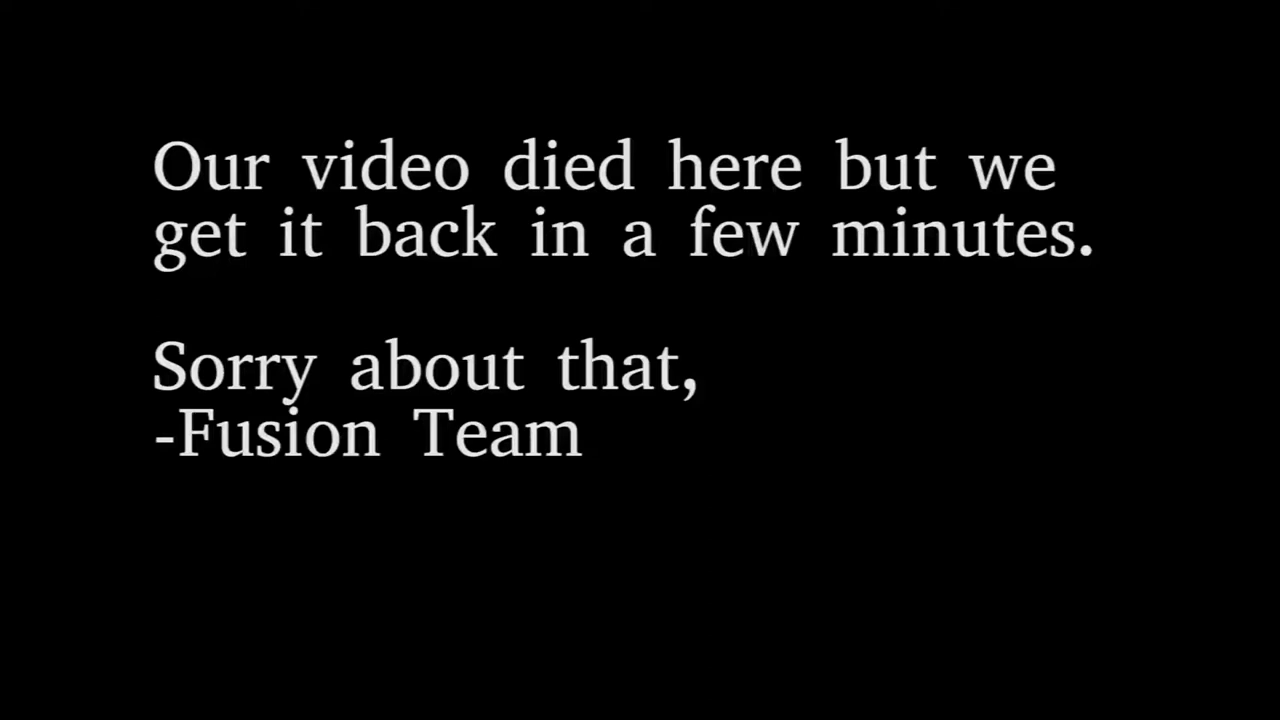 Our video died here but we
get it back in a few minutes.
Sorry about that,
-Fusion Team